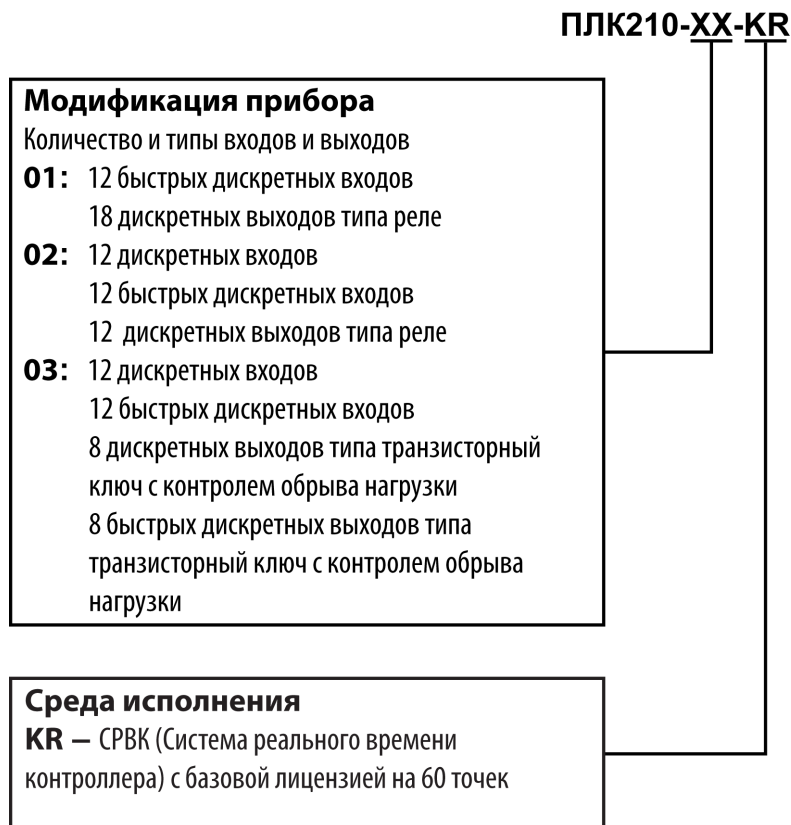 ПЛК210-XX-KR
Модификация прибора
Количество и типы входов и выходов
01: 12 быстрых дискретных входов
18 дискретных выходов типа реле
02: 12 дискретных входов
12 быстрых дискретных входов
12 дискретных выходов типа реле
03: 12 дискретных входов
12 быстрых дискретных входов
8 дискретных выходов типа транзисторный
ключ с контролем обрыва нагрузки
8 быстрых дискретных выходов типа
транзисторный ключ с контролем обрыва
нагрузки
Среда исполнения
KR – СРВК (Система реального времени
контроллера) с базовой лицензией на 60 точек